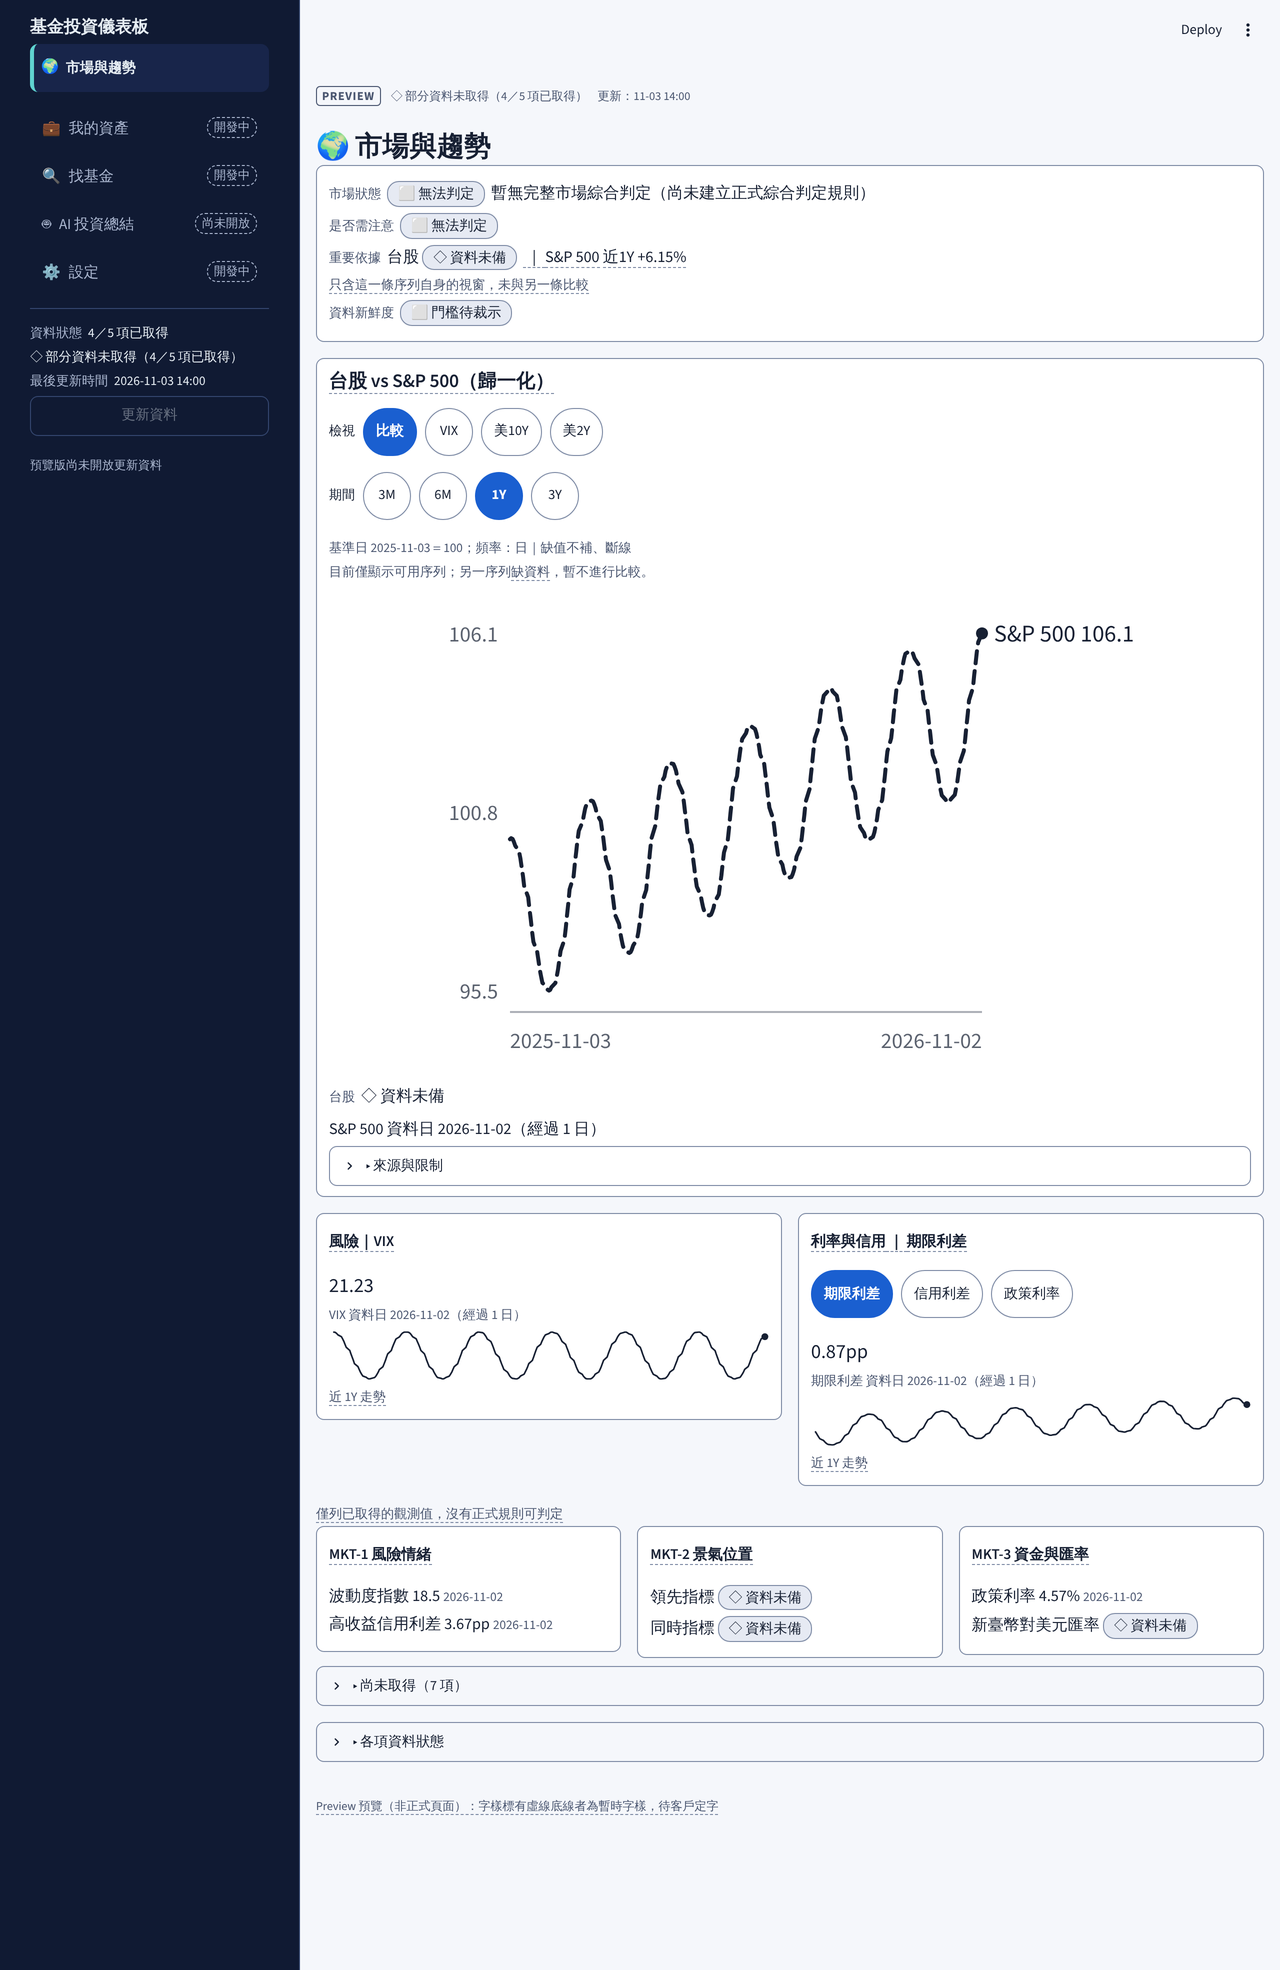 基金投資儀表板
🌍 市場與趨勢
💼 我的資產 開發中
🔍 找基金 開發中
AI 投資總結 尚未開放
⚙️ 設定 開發中
資料狀態 4／5 項已取得
◇ 部分資料未取得（4／5 項已取得）
最後更新時間 2026-11-03 14:00
更新資料
預覽版尚未開放更新資料
Deploy
PREVIEW ◇ 部分資料未取得（4／5 項已取得） 更新：11-03 14:00
🌍 市場與趨勢
市場狀態 ⬜ 無法判定 暫無完整市場綜合判定（尚未建立正式綜合判定規則）
是否需注意 ⬜ 無法判定
重要依據 台股 ◇ 資料未備 ｜ S&P 500 近1Y +6.15%
只含這一條序列自身的視窗，未與另一條比較
資料新鮮度 ⬜ 門檻待裁示
台股 vs S&P 500（歸一化）
檢視 比較 VIX 美10Y 美2Y
期間 3M 6M 1Y 3Y
基準日 2025-11-03＝100；頻率：日｜缺值不補、斷線
目前僅顯示可用序列；另一序列缺資料，暫不進行比較。
106.1
S&P 500 106.1
100.8
95.5
2025-11-03 2026-11-02
台股 ◇ 資料未備
S&P 500 資料日 2026-11-02（經過 1 日）
▸ 來源與限制
風險｜VIX
21.23
VIX 資料日 2026-11-02（經過 1 日）
近 1Y 走勢
利率與信用 ｜ 期限利差
期限利差 信用利差 政策利率
0.87pp
期限利差 資料日 2026-11-02（經過 1 日）
近 1Y 走勢
僅列已取得的觀測值，沒有正式規則可判定
MKT-1 風險情緒
波動度指數 18.5 2026-11-02
高收益信用利差 3.67pp 2026-11-02
MKT-2 景氣位置
領先指標 ◇ 資料未備
同時指標 ◇ 資料未備
MKT-3 資金與匯率
政策利率 4.57% 2026-11-02
新臺幣對美元匯率 ◇ 資料未備
▸ 尚未取得（7 項）
▸ 各項資料狀態
Preview 預覽（非正式頁面）：字樣標有虛線底線者為暫時字樣，待客戶定字